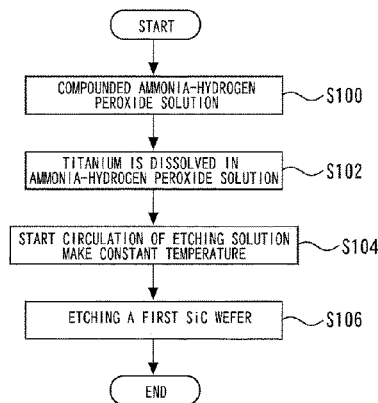 START
COMPOUNDED AMMONIA-HYDROGEN
PEROXIDE SOLUTION
S100
TITANIUM IS DISSOLVED IN
AMMONIA-HYDROGEN PEROXIDE SOLUTION
S102
START CIRCULATION OF ETCHING SOLUTION
MAKE CONSTANT TEMPERATURE
S104
ETCHING A FIRST SiC WEFER
S106
END